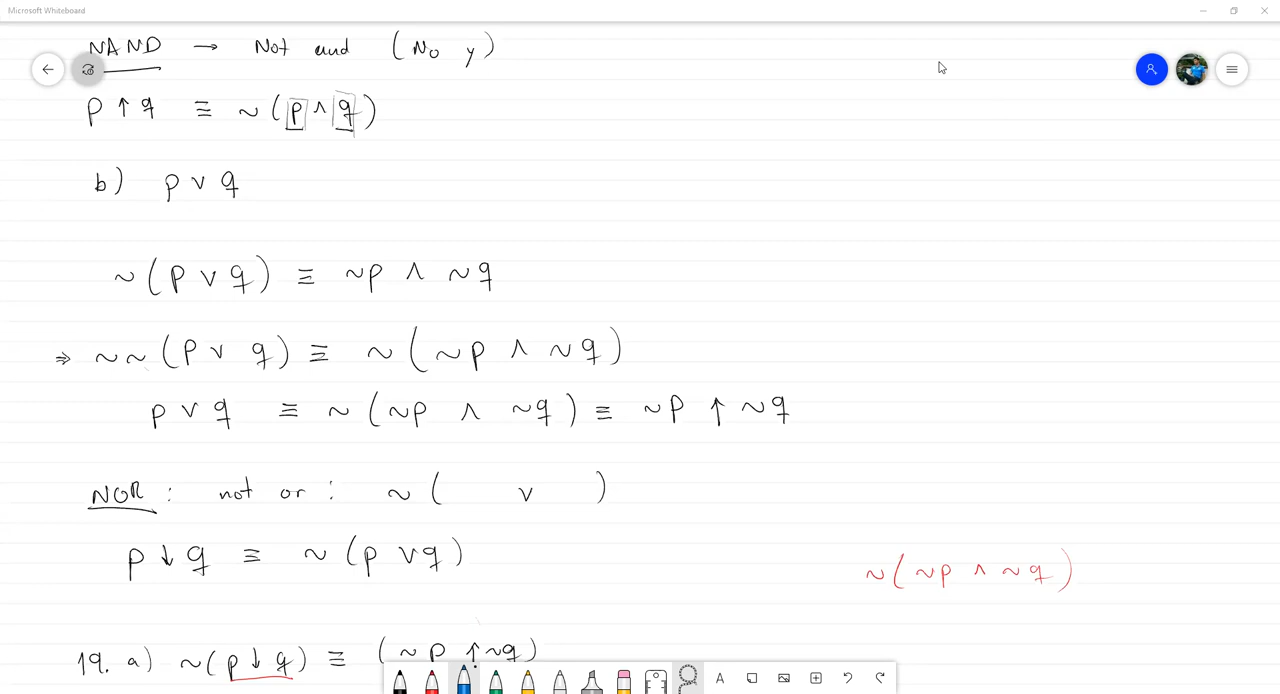 Microsoft Whiteboard
NAND → Not and (No y)
p ↑ q ≡ ~(p ∧ q)
b) p ∨ q
~(p ∨ q) ≡ ~p ∧ ~q
⇒ ~~(p ∨ q) ≡ ~(~p ∧ ~q)
p ∨ q ≡ ~(~p ∧ ~q) ≡ ~p ↑ ~q
NOR : not or : ~( ∨ )
p ↓ q ≡ ~(p ∨ q)
~(~p ∧ ~q)
19. a) ~(p ↓ q) ≡ (~p ↑ ~q)